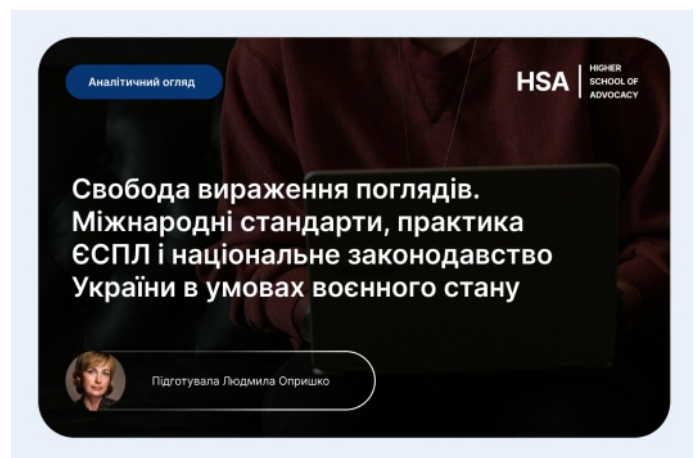 Аналітичний огляд
HSA
HIGHER
SCHOOL OF
ADVOCACY
Свобода вираження поглядів.
Міжнародні стандарти, практика
ЄСПЛ і національне законодавство
України в умовах воєнного стану
Підготувала Людмила Опришко